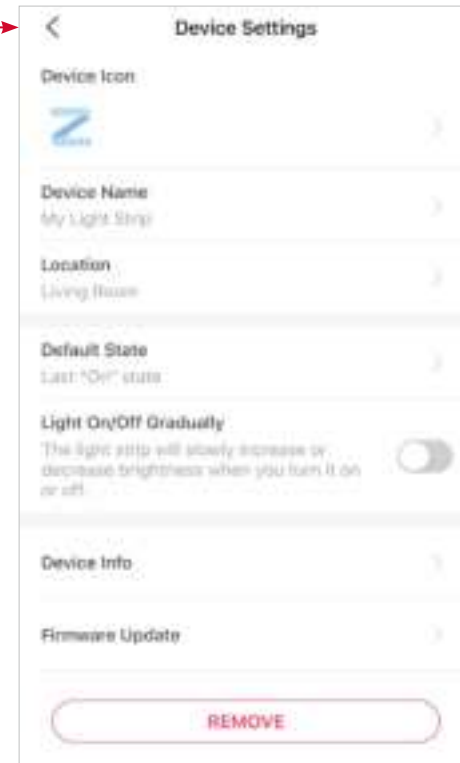 Device Settings
Device Icon
Device Name
My Light Strip
Location
Living Room
Default State
Last "On" state
Light On/Off Gradually
The light strip will slowly increase or
decrease brightness when you turn it on
or off.
Device Info
Firmware Update
REMOVE